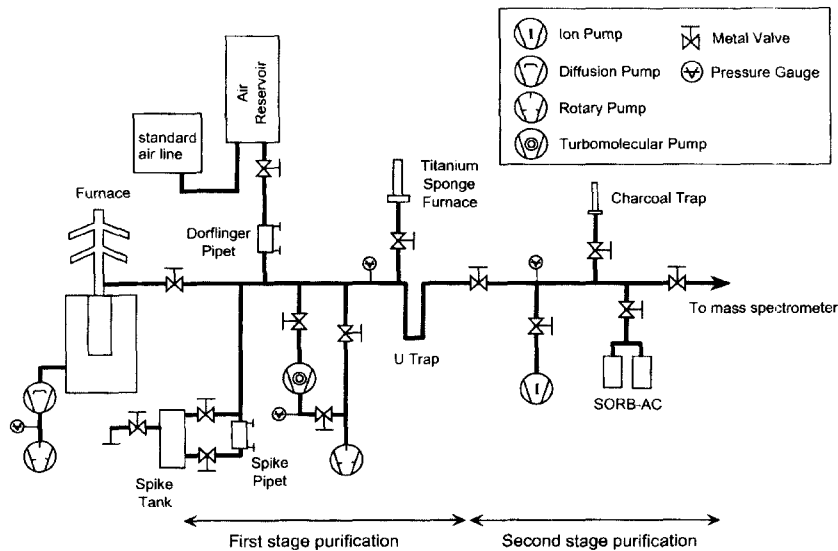 Ion Pump
Metal Valve
Diffusion Pump
Pressure Gauge
Rotary Pump
Turbomolecular Pump
Air
Reservoir
standard
air line
Titanium
Sponge
Furnace
Furnace
Charcoal Trap
Dorflinger
Pipet
To mass spectrometer
U Trap
SORB-AC
Spike
Tank
Spike
Pipet
First stage purification
Second stage purification